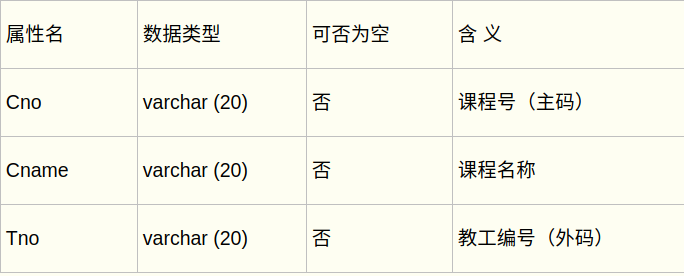 属性名 数据类型 可否为空 含 义
Cno varchar (20) 否 课程号（主码）
Cname varchar (20) 否 课程名称
Tno varchar (20) 否 教工编号（外码）